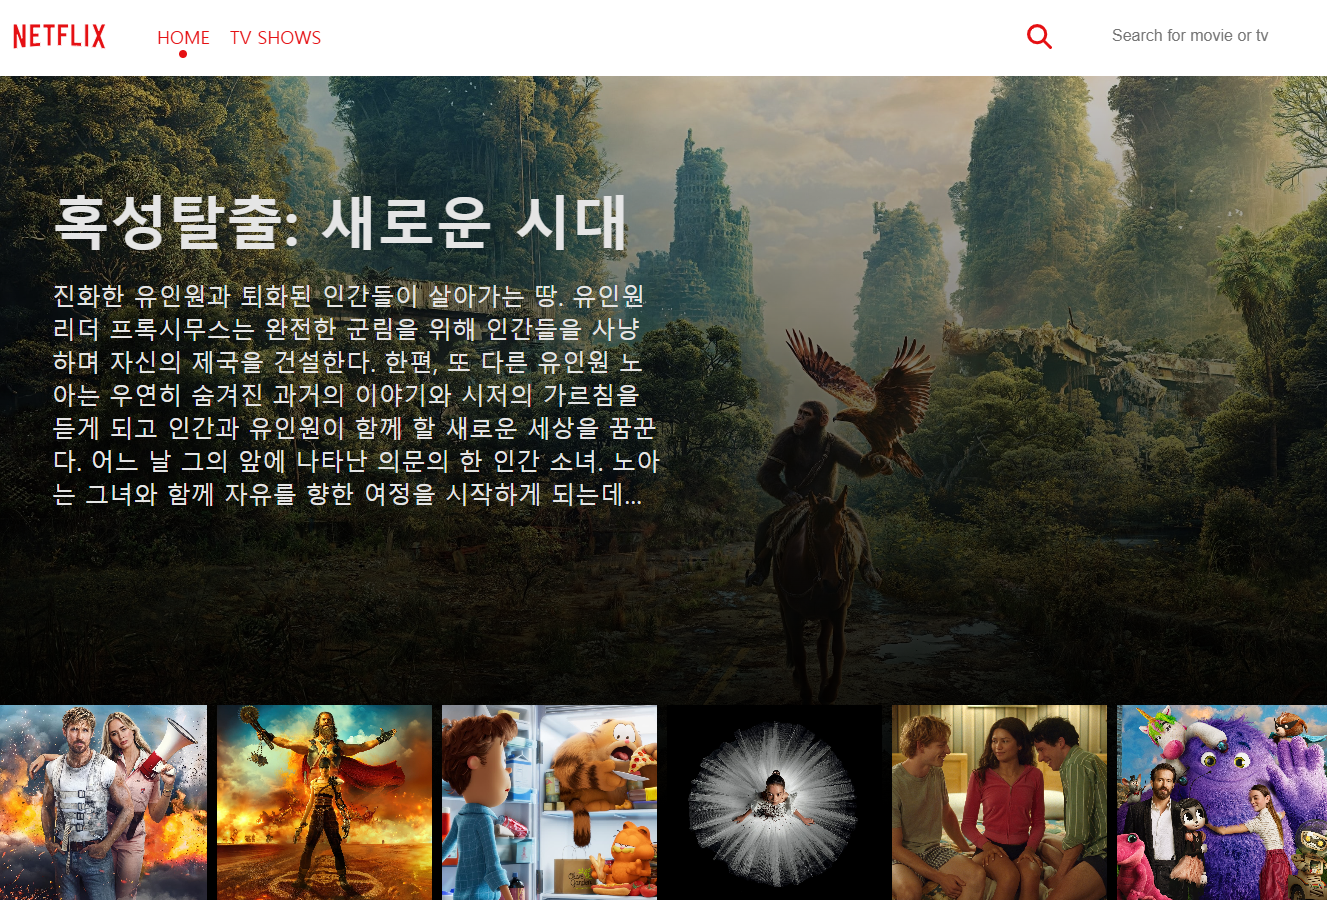 NETFLIX HOME TV SHOWS Search for movie or tv
혹성탈출: 새로운 시대
진화한 유인원과 퇴화된 인간들이 살아가는 땅. 유인원
리더 프록시무스는 완전한 군림을 위해 인간들을 사냥
하며 자신의 제국을 건설한다. 한편, 또 다른 유인원 노
아는 우연히 숨겨진 과거의 이야기와 시저의 가르침을
듣게 되고 인간과 유인원이 함께 할 새로운 세상을 꿈꾼
다. 어느 날 그의 앞에 나타난 의문의 한 인간 소녀. 노아
는 그녀와 함께 자유를 향한 여정을 시작하게 되는데...